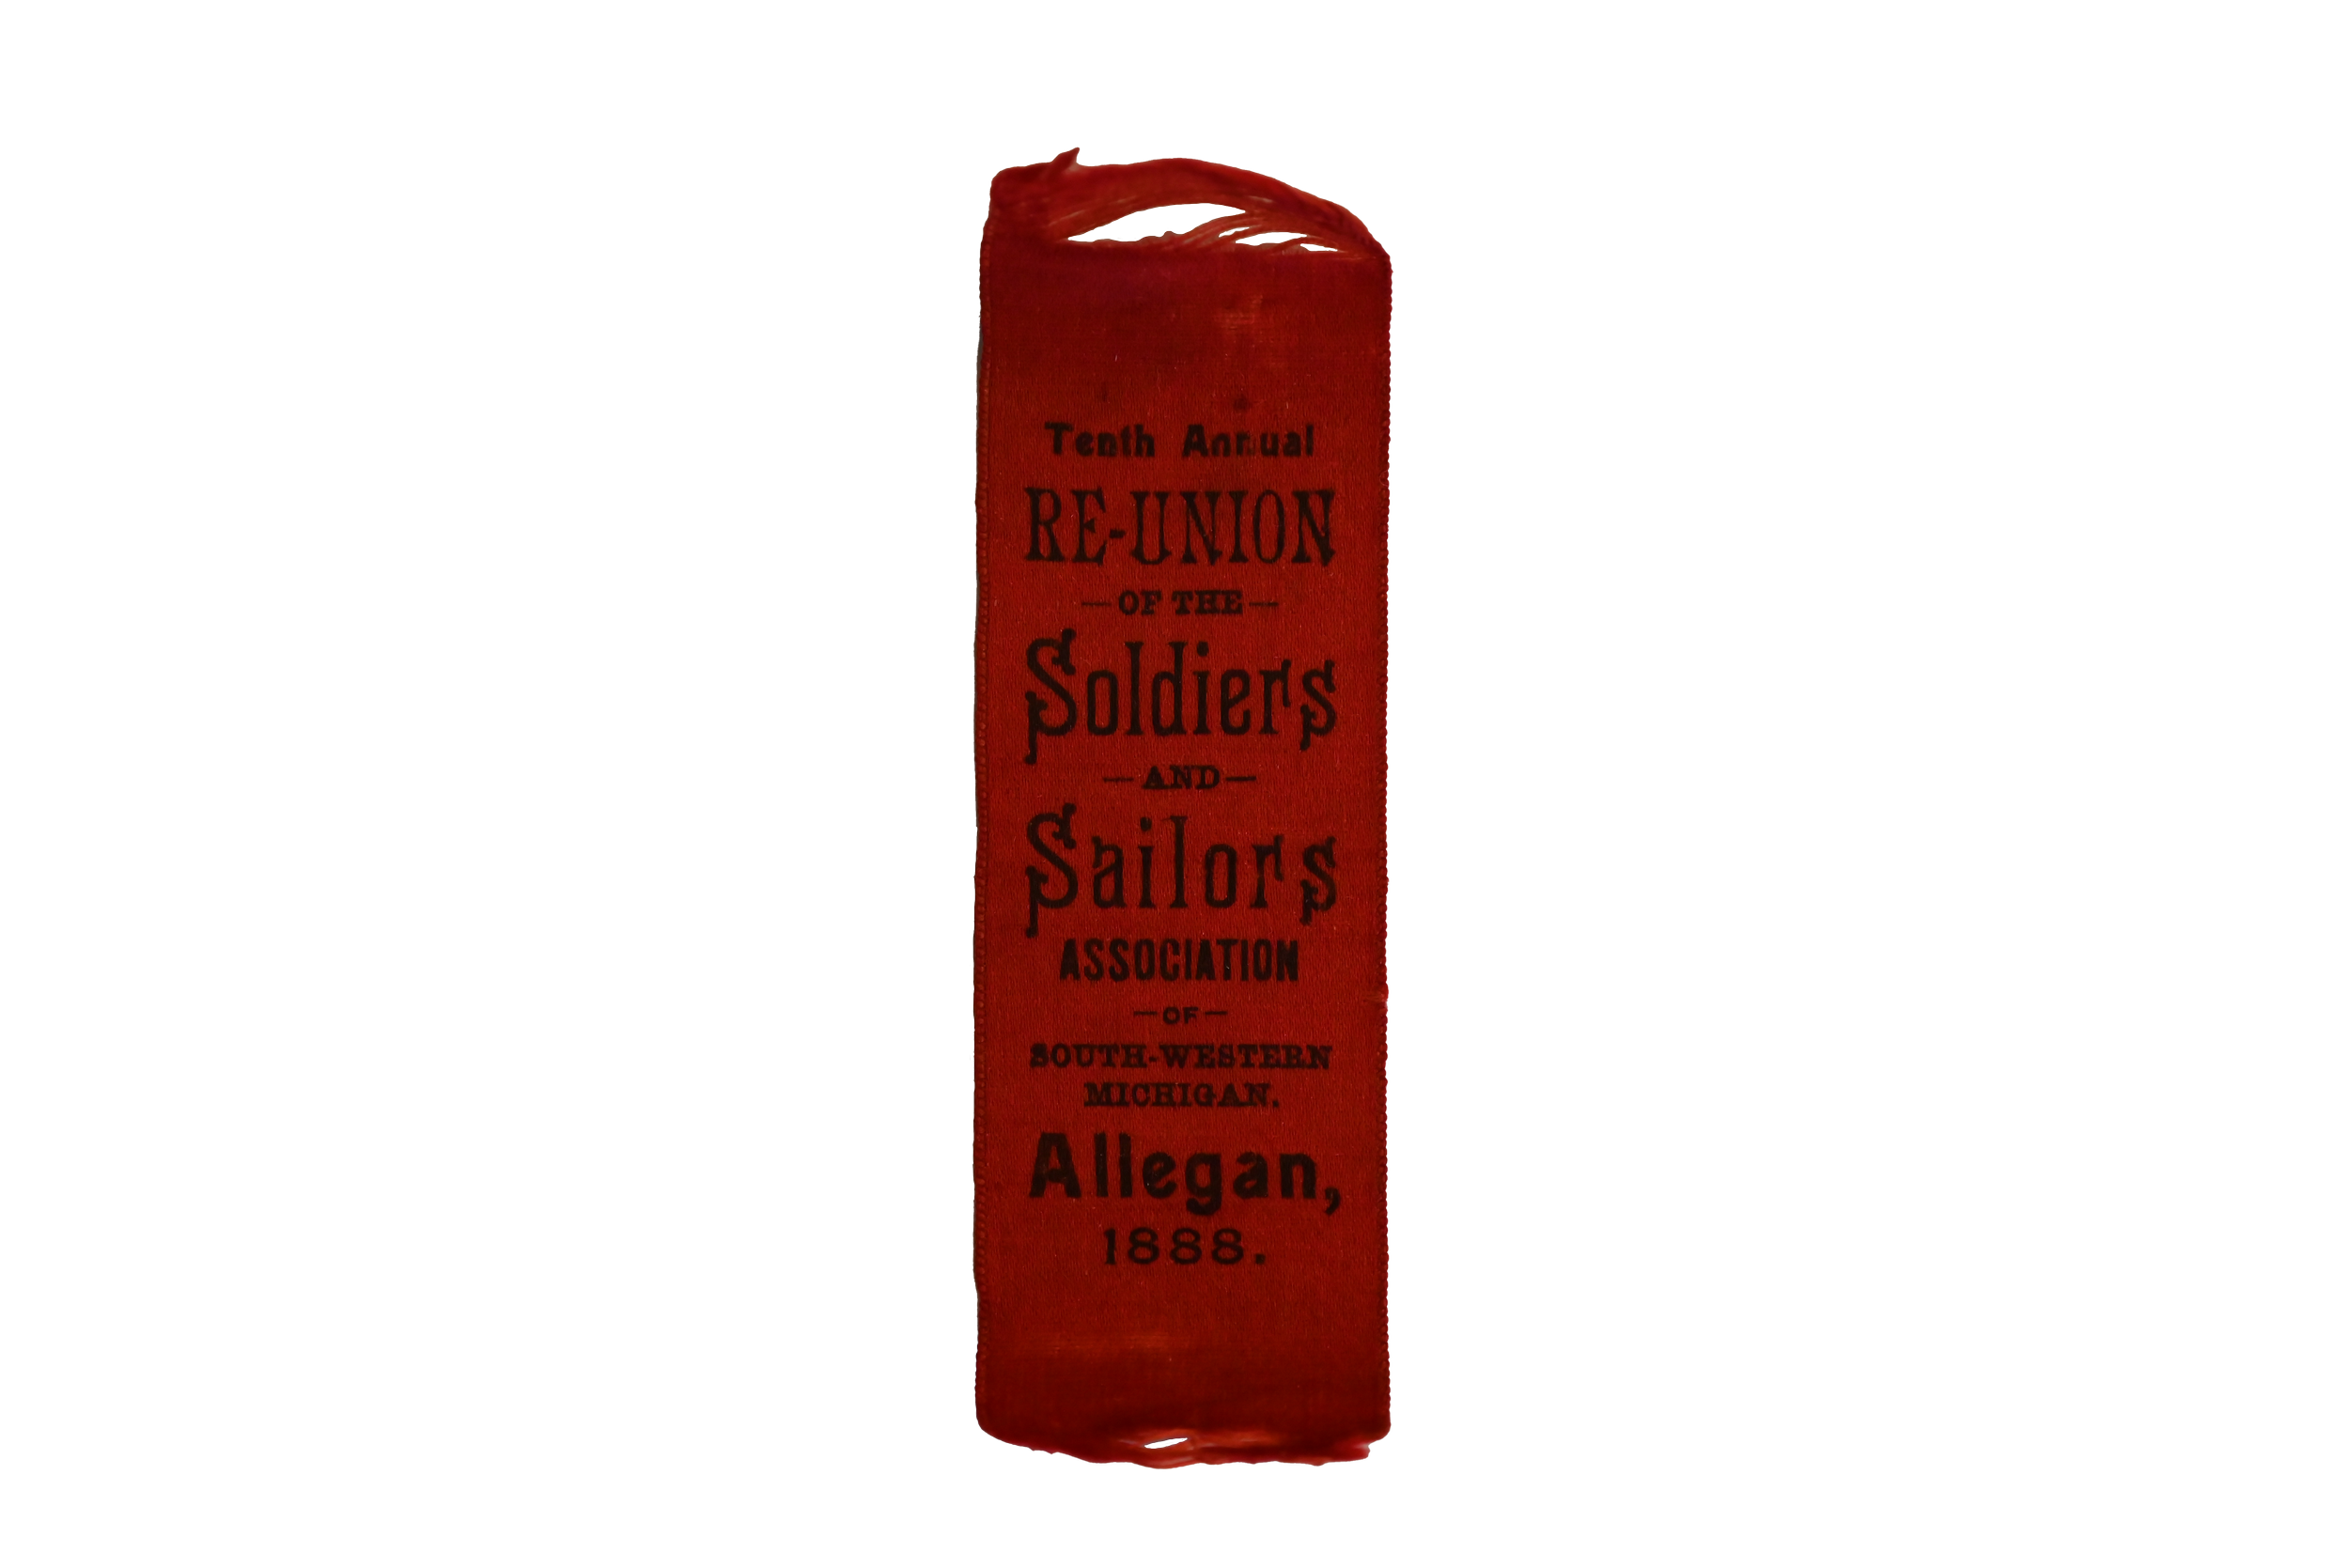 Tenth Annual
RE-UNION
—OF THE—
Soldiers
—AND—
Sailors
ASSOCIATION
—OF—
SOUTH-WESTERN
MICHIGAN.
Allegan,
1888.